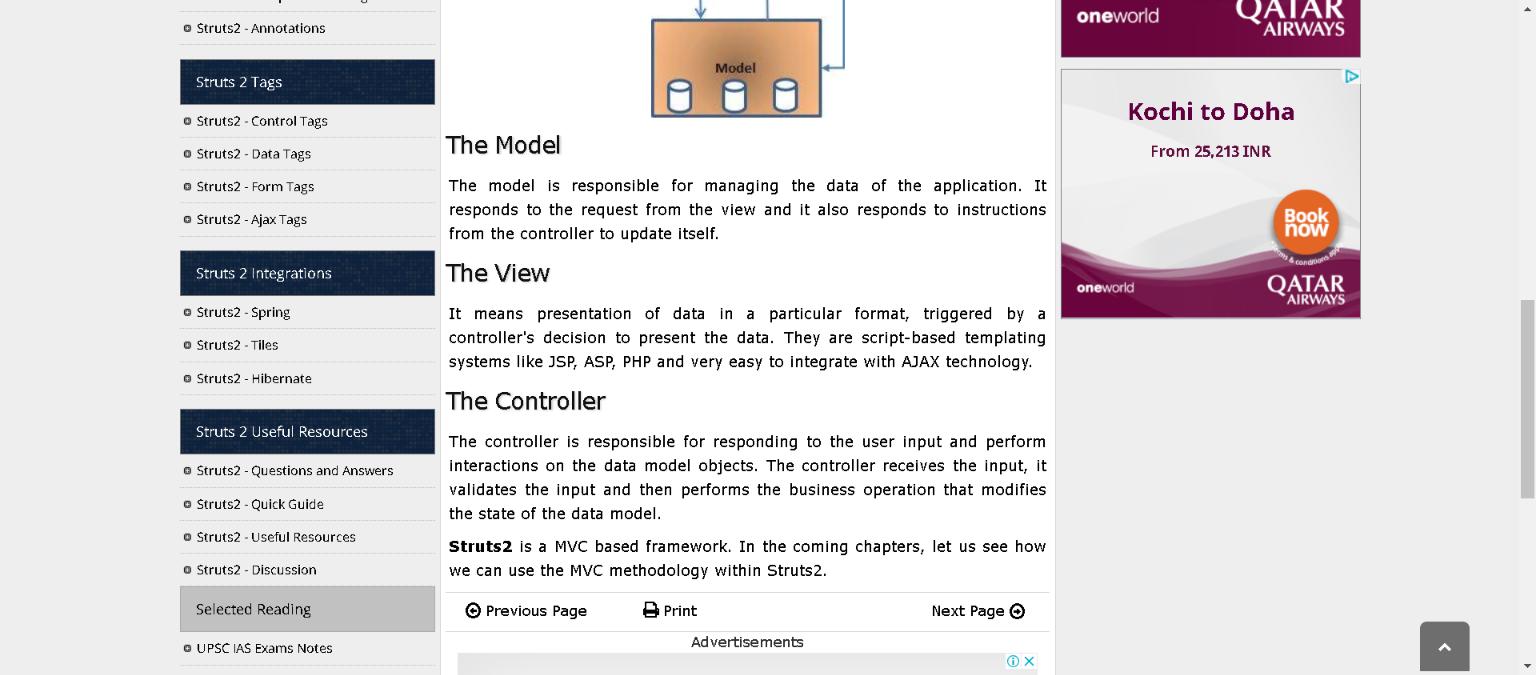 Struts2 - Annotations
Struts 2 Tags
Struts2 - Control Tags
Struts2 - Data Tags
Struts2 - Form Tags
Struts2 - Ajax Tags
Struts 2 Integrations
Struts2 - Spring
Struts2 - Tiles
Struts2 - Hibernate
Struts 2 Useful Resources
Struts2 - Questions and Answers
Struts2 - Quick Guide
Struts2 - Useful Resources
Struts2 - Discussion
Selected Reading
UPSC IAS Exams Notes
Model
The Model
The model is responsible for managing the data of the application. It
responds to the request from the view and it also responds to instructions
from the controller to update itself.
The View
It means presentation of data in a particular format, triggered by a
controller's decision to present the data. They are script-based templating
systems like JSP, ASP, PHP and very easy to integrate with AJAX technology.
The Controller
The controller is responsible for responding to the user input and perform
interactions on the data model objects. The controller receives the input, it
validates the input and then performs the business operation that modifies
the state of the data model.
Struts2 is a MVC based framework. In the coming chapters, let us see how
we can use the MVC methodology within Struts2.
Previous Page Print Next Page
Advertisements
oneworld
QATAR
AIRWAYS
Kochi to Doha
From 25,213 INR
Book
now
& conditions
oneworld
QATAR
AIRWAYS